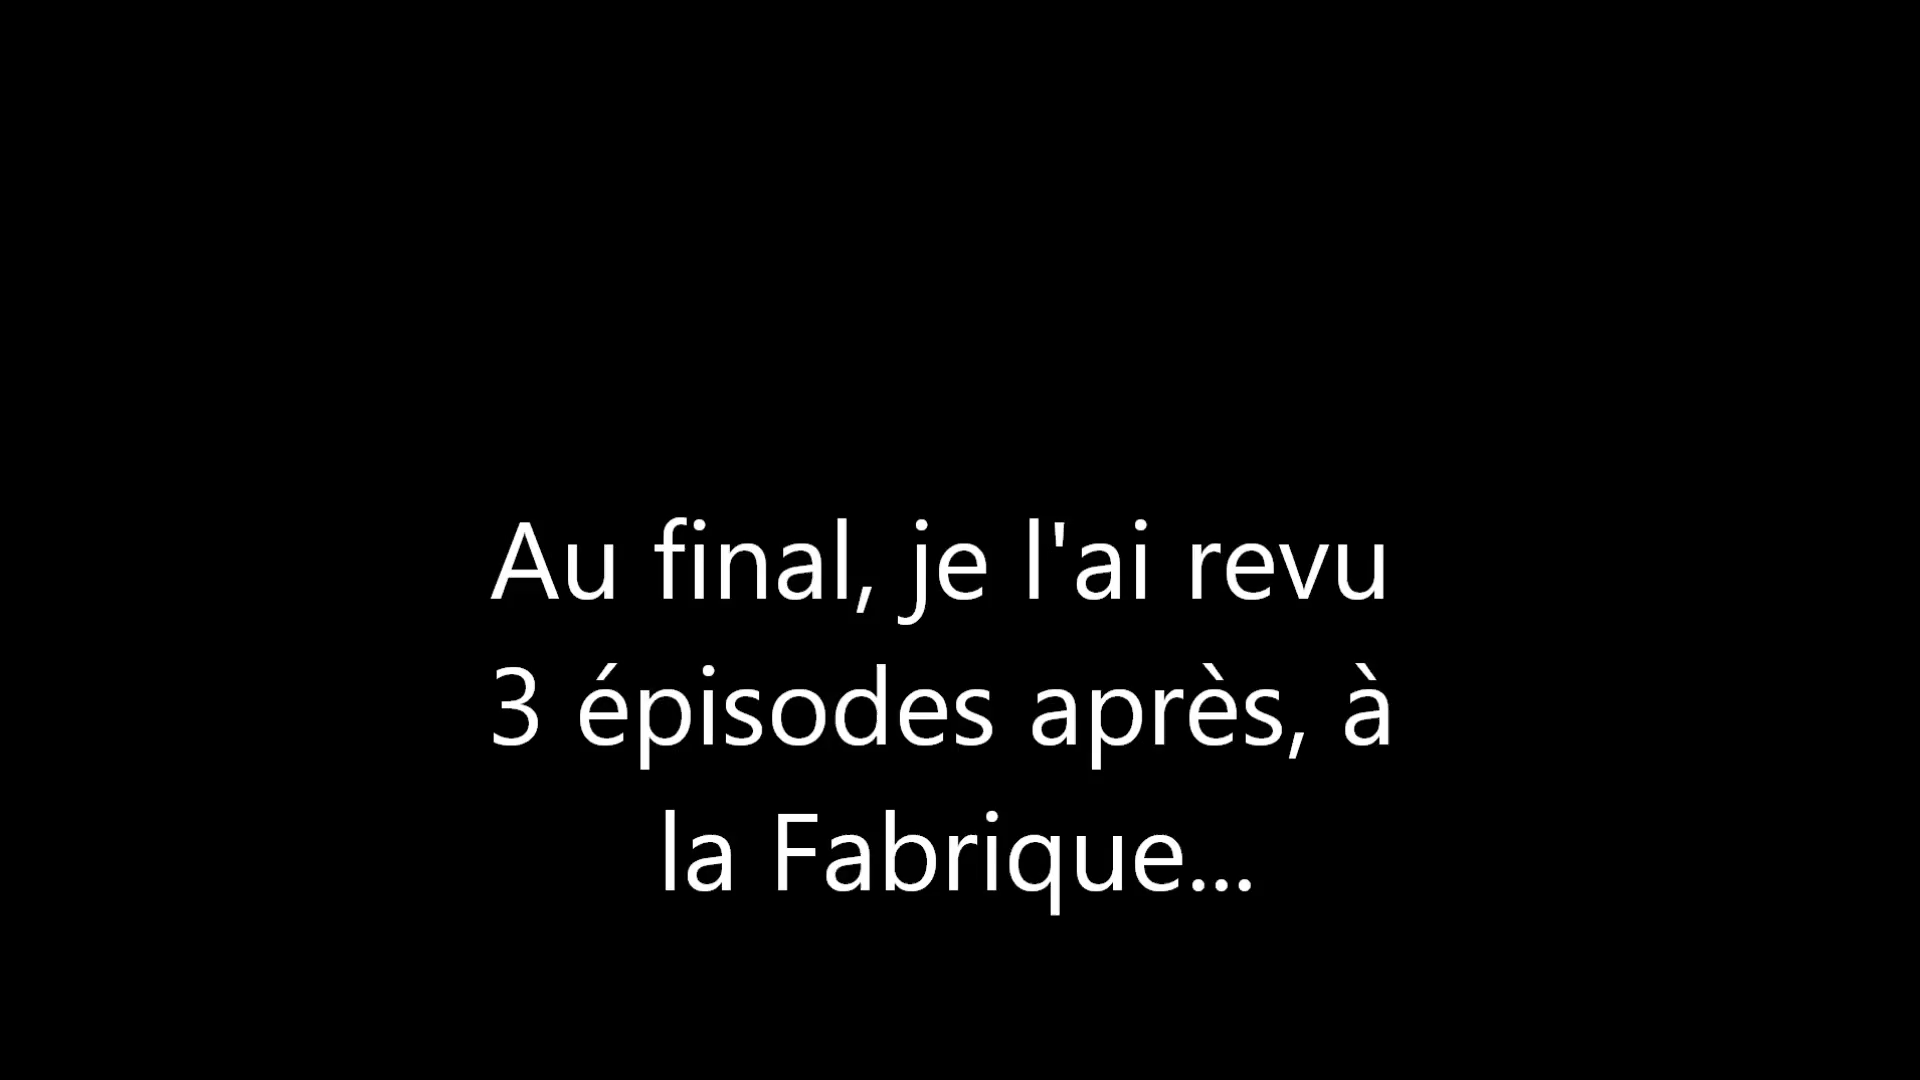 Au final, je l'ai revu
3 épisodes après, à
la Fabrique...